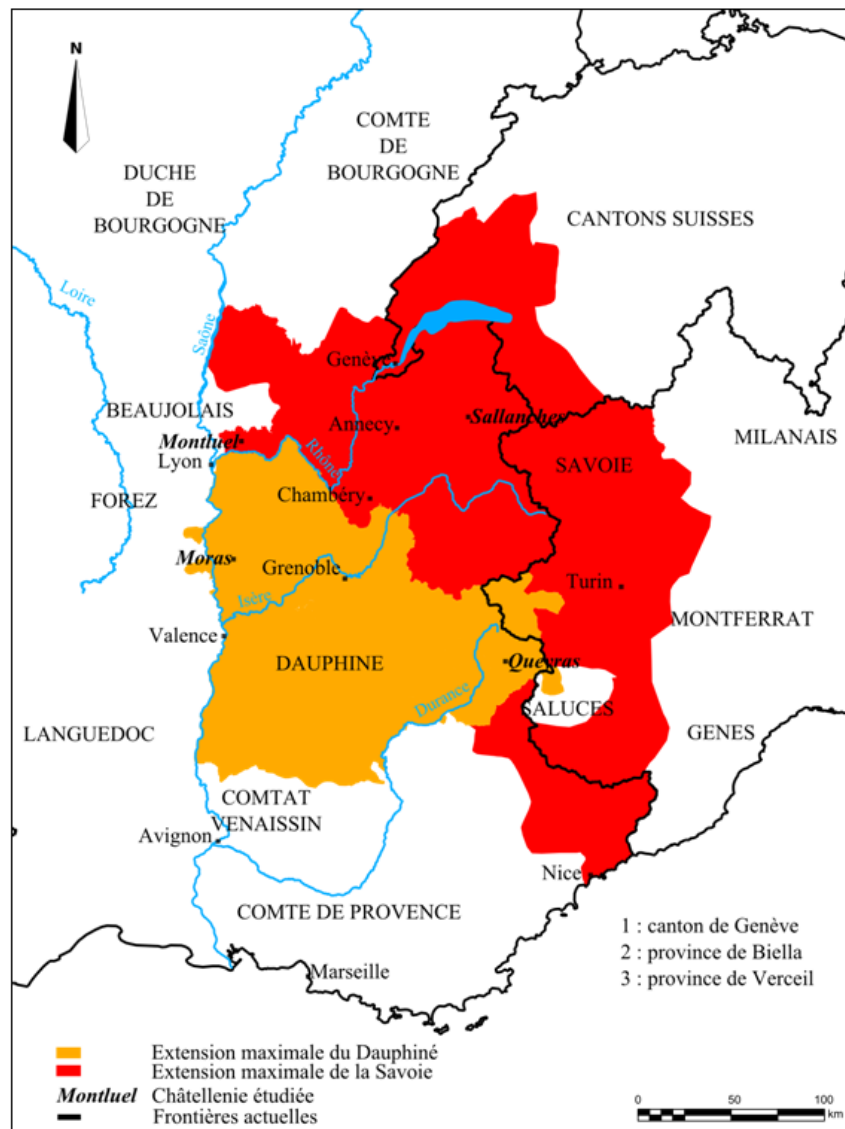 N
COMTE
DE
BOURGOGNE
DUCHE
DE
BOURGOGNE
CANTONS SUISSES
Loire
Saône
Genève
BEAUJOLAIS
Annecy
Sallanches
Montluel
MILANAIS
Lyon
Rhône
SAVOIE
FOREZ
Chambéry
Moras
Grenoble
Turin
Isère
MONTFERRAT
Valence
DAUPHINE
Queyras
Durance
SALUCES
LANGUEDOC
GENES
COMTAT
VENAISSIN
Avignon
Nice
COMTE DE PROVENCE
1 : canton de Genève
2 : province de Biella
3 : province de Verceil
Marseille
Extension maximale du Dauphiné
Extension maximale de la Savoie
Montluel Châtellenie étudiée
Frontières actuelles
0 50 100
km